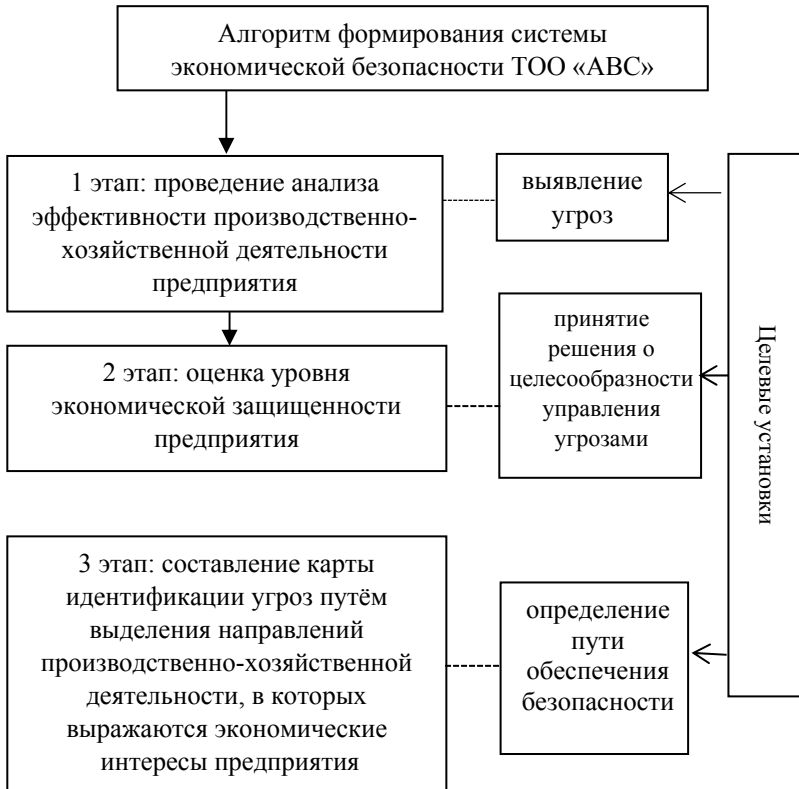 Алгоритм формирования системы
экономической безопасности ТОО «АВС»
1 этап: проведение анализа
эффективности производственно-
хозяйственной деятельности
предприятия
выявление
угроз
2 этап: оценка уровня
экономической защищенности
предприятия
принятие
решения о
целесообразности
управления
угрозами
3 этап: составление карты
идентификации угроз путём
выделения направлений
производственно-хозяйственной
деятельности, в которых
выражаются экономические
интересы предприятия
определение
пути
обеспечения
безопасности
Целевые установки